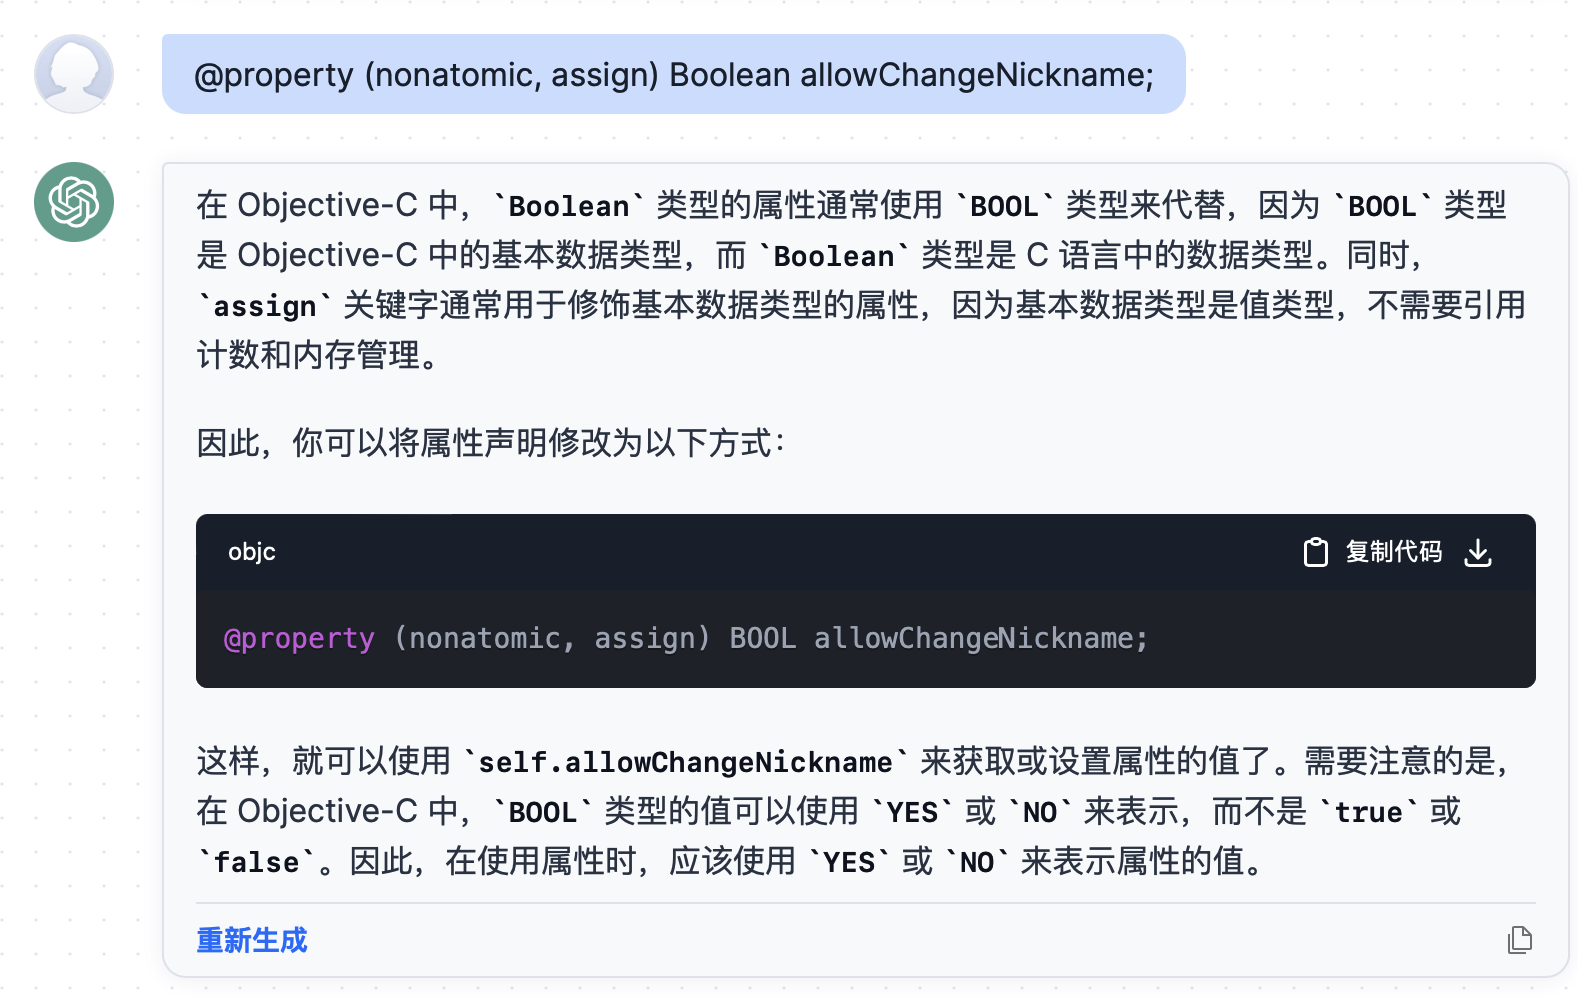 @property (nonatomic, assign) Boolean allowChangeNickname;
在 Objective-C 中，`Boolean` 类型的属性通常使用 `BOOL` 类型来代替，因为 `BOOL` 类型
是 Objective-C 中的基本数据类型，而 `Boolean` 类型是 C 语言中的数据类型。同时，
`assign` 关键字通常用于修饰基本数据类型的属性，因为基本数据类型是值类型，不需要引用
计数和内存管理。
因此，你可以将属性声明修改为以下方式：
objc 复制代码
@property (nonatomic, assign) BOOL allowChangeNickname;
这样，就可以使用 `self.allowChangeNickname` 来获取或设置属性的值了。需要注意的是，
在 Objective-C 中，`BOOL` 类型的值可以使用 `YES` 或 `NO` 来表示，而不是 `true` 或
`false`。因此，在使用属性时，应该使用 `YES` 或 `NO` 来表示属性的值。
重新生成